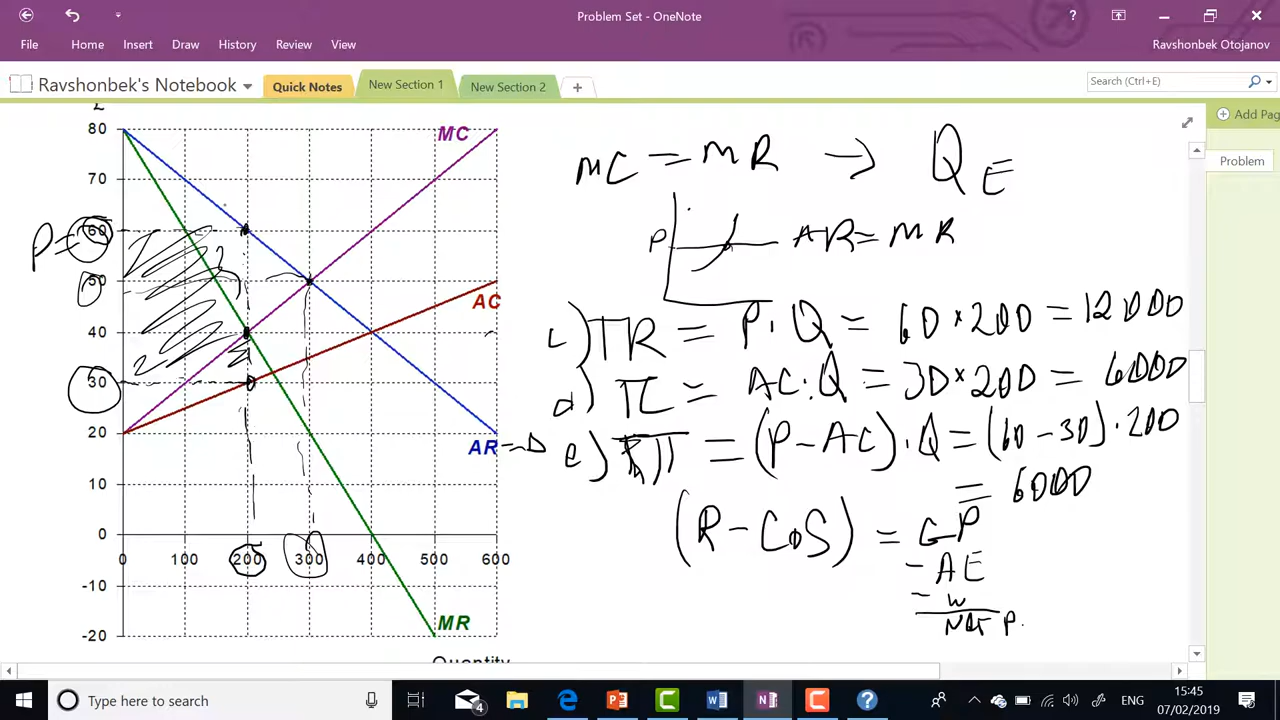 Problem Set - OneNote
?
File Home Insert Draw History Review View
Ravshonbek Otojanov
Ravshonbek's Notebook
Quick Notes
New Section 1
New Section 2
+
Search (Ctrl+E)
Add Pag
Problem
£
80
70
60
50
40
30
20
10
0
-10
-20
0 100 200 300 400 500 600
MC
AC
AR
MR
Quantity
P=
MC = MR → QE
P
AR = MR
c) TR = P·Q = 60×200 = 12000
d) TC = AC·Q = 30×200 = 6000
e) π = (P-AC)·Q = (60-30)·200
= 6000
(R-CoS) = GP
- AE
- W
Net P.
Type here to search
4
ENG
15:45
07/02/2019